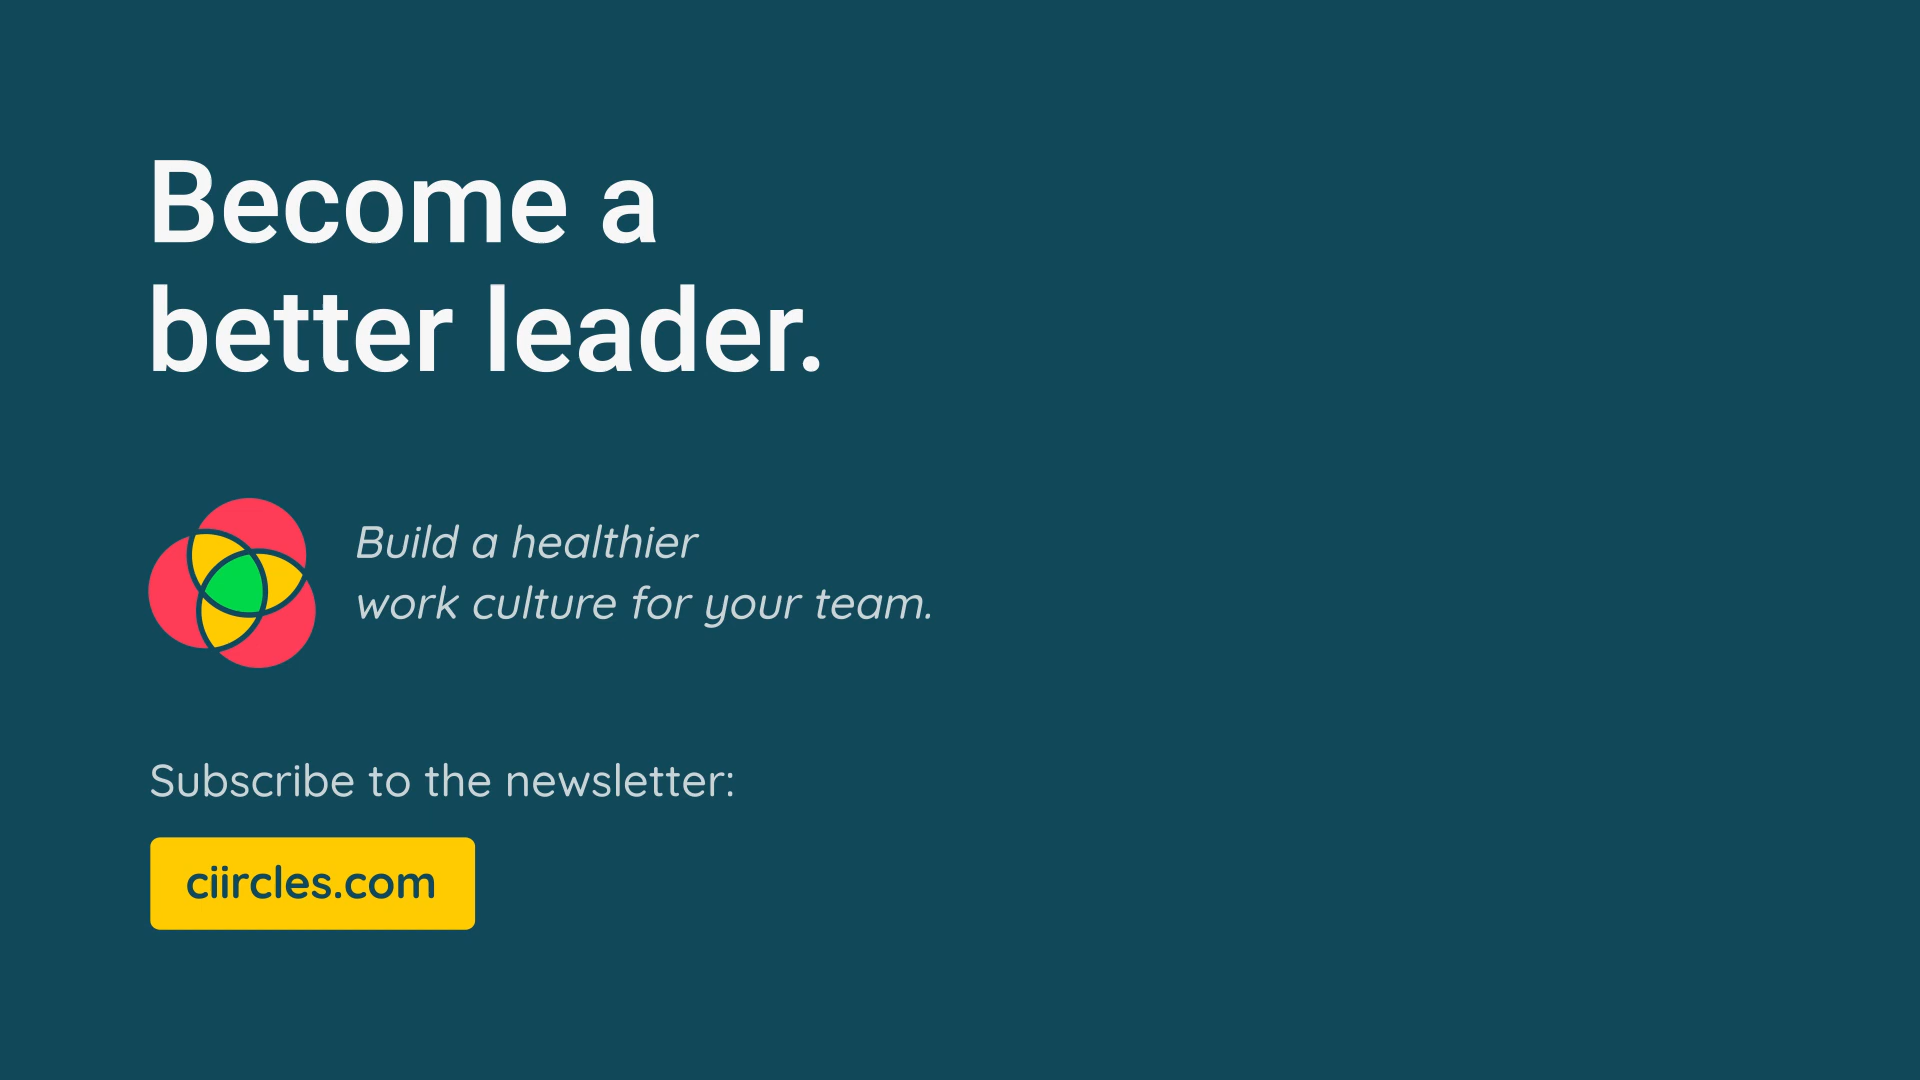 Become a
better leader.
Build a healthier
work culture for your team.
Subscribe to the newsletter:
ciircles.com